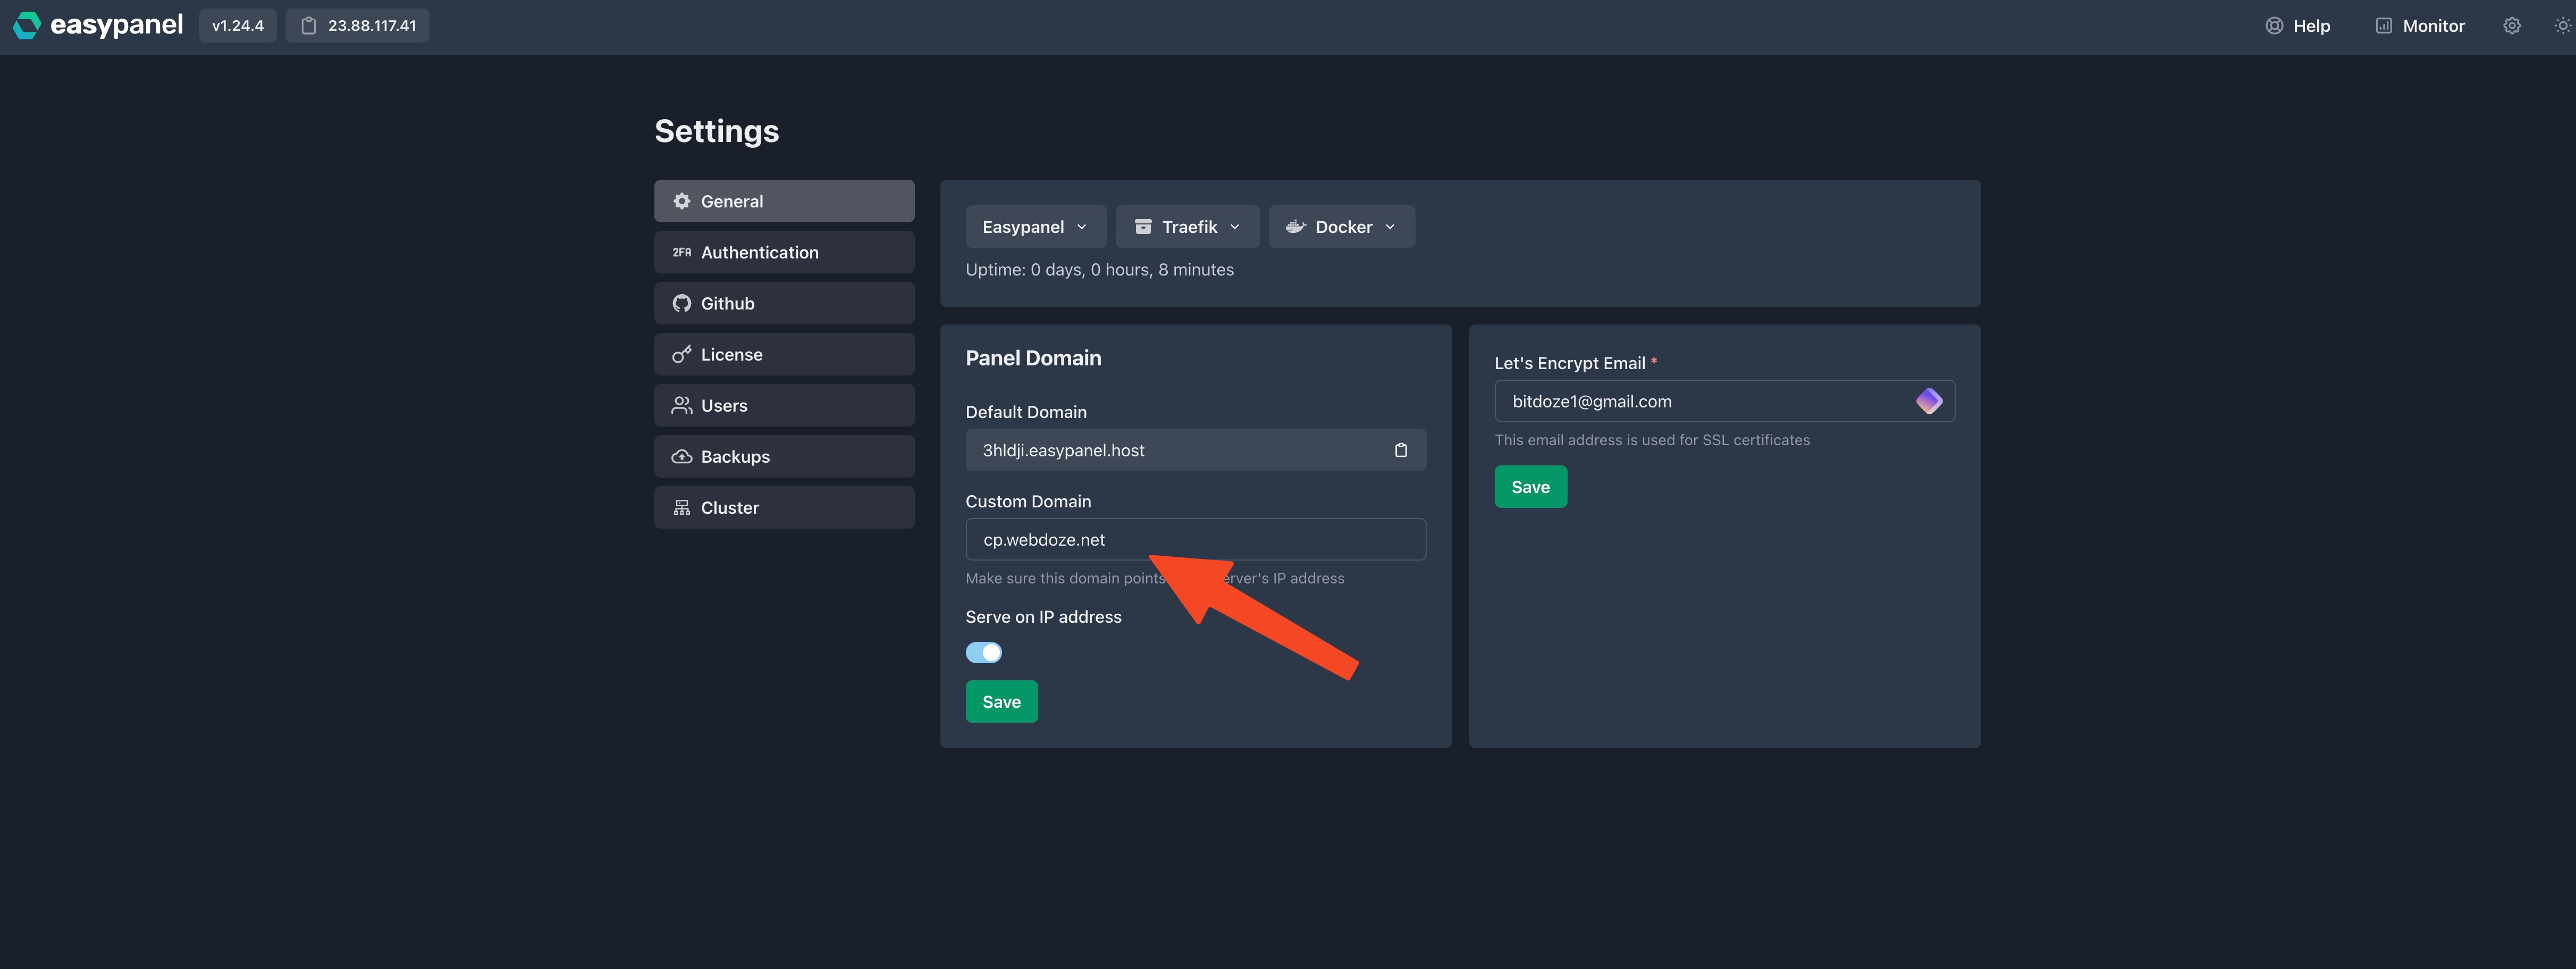 easypanel v1.24.4 23.88.117.41 Help Monitor
Settings
General
2FA Authentication
Github
License
Users
Backups
Cluster
Easypanel Traefik Docker
Uptime: 0 days, 0 hours, 8 minutes
Panel Domain
Default Domain
3hldji.easypanel.host
Custom Domain
cp.webdoze.net
Make sure this domain points erver's IP address
Serve on IP address
Save
Let's Encrypt Email *
bitdoze1@gmail.com
This email address is used for SSL certificates
Save